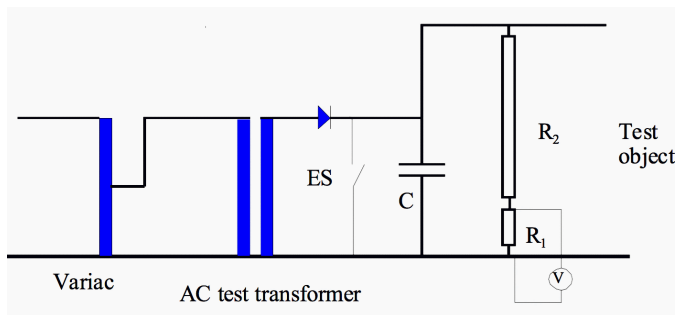 R₂
Test
object
ES
C
R₁
V
Variac
AC test transformer